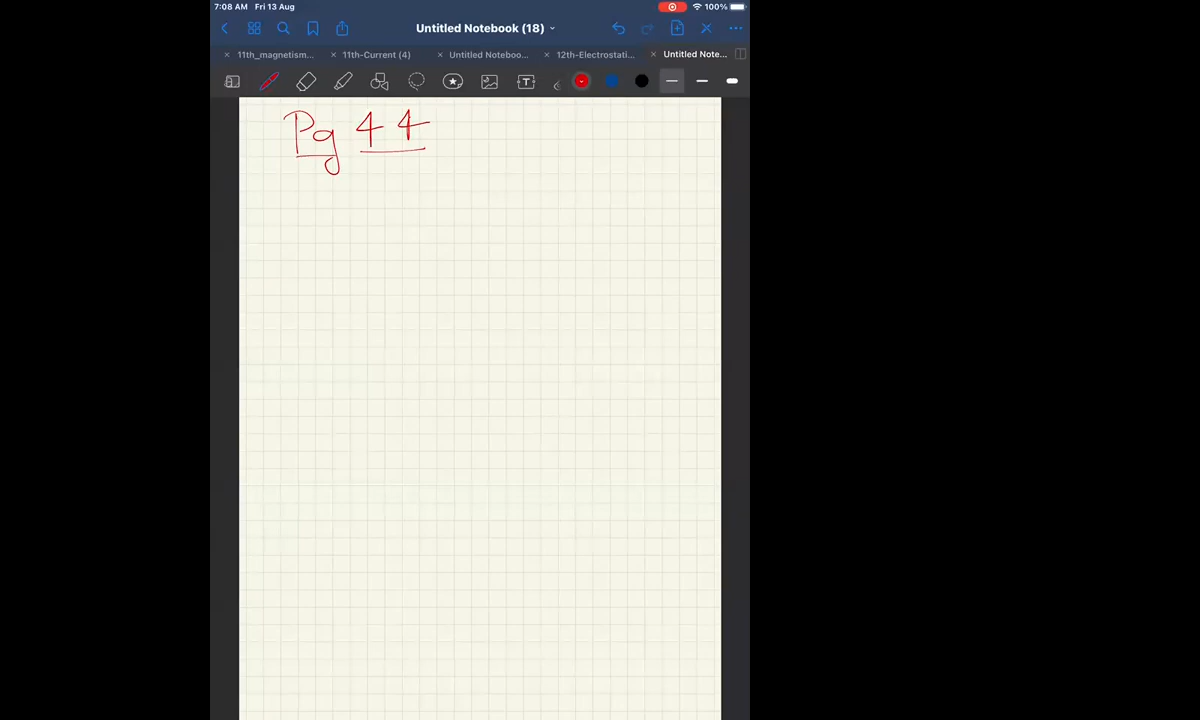 7:08 AM Fri 13 Aug 100%
Untitled Notebook (18)
11th_magnetism... 11th-Current (4) Untitled Noteboo... 12th-Electrostati... Untitled Note...
T
Pg 44